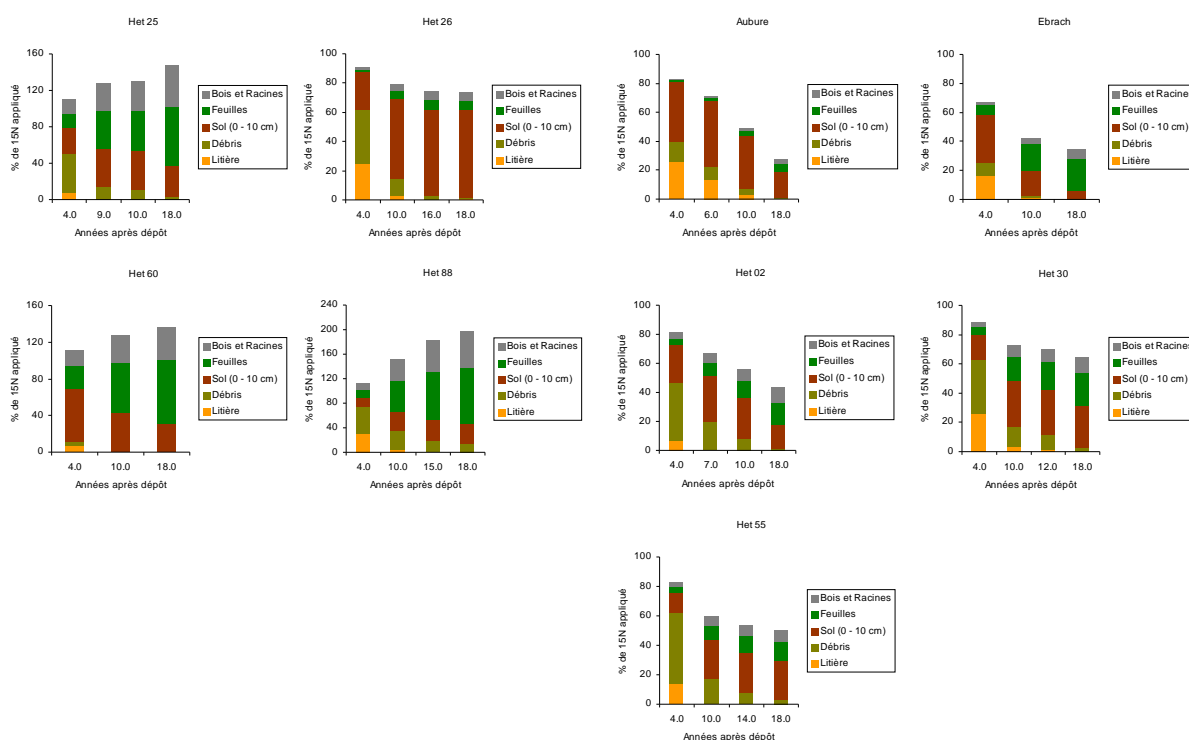 Het 25
% de 15N appliqué
160
120
80
40
0
4.0 9.0 10.0 18.0
Années après dépôt
Bois et Racines
Feuilles
Sol (0 - 10 cm)
Débris
Litière
Het 26
% de 15N appliqué
100
80
60
40
20
0
4.0 10.0 16.0 18.0
Années après dépôt
Bois et Racines
Feuilles
Sol (0 - 10 cm)
Débris
Litière
Aubure
% de 15N appliqué
100
80
60
40
20
0
4.0 6.0 10.0 18.0
Années après dépôt
Bois et Racines
Feuilles
Sol (0 - 10 cm)
Débris
Litière
Ebrach
% de 15N appliqué
100
80
60
40
20
0
4.0 10.0 18.0
Années après dépôt
Bois et Racines
Feuilles
Sol (0 - 10 cm)
Débris
Litière
Het 60
% de 15N appliqué
160
120
80
40
0
4.0 10.0 18.0
Années après dépôt
Bois et Racines
Feuilles
Sol (0 - 10 cm)
Débris
Litière
Het 88
% de 15N appliqué
240
200
160
120
80
40
0
4.0 10.0 15.0 18.0
Années après dépôt
Bois et Racines
Feuilles
Sol (0 - 10 cm)
Débris
Litière
Het 02
% de 15N appliqué
100
80
60
40
20
0
4.0 7.0 10.0 18.0
Années après dépôt
Bois et Racines
Feuilles
Sol (0 - 10 cm)
Débris
Litière
Het 30
% de 15N appliqué
100
80
60
40
20
0
4.0 10.0 12.0 18.0
Années après dépôt
Bois et Racines
Feuilles
Sol (0 - 10 cm)
Débris
Litière
Het 55
% de 15N appliqué
100
80
60
40
20
0
4.0 10.0 14.0 18.0
Années après dépôt
Bois et Racines
Feuilles
Sol (0 - 10 cm)
Débris
Litière